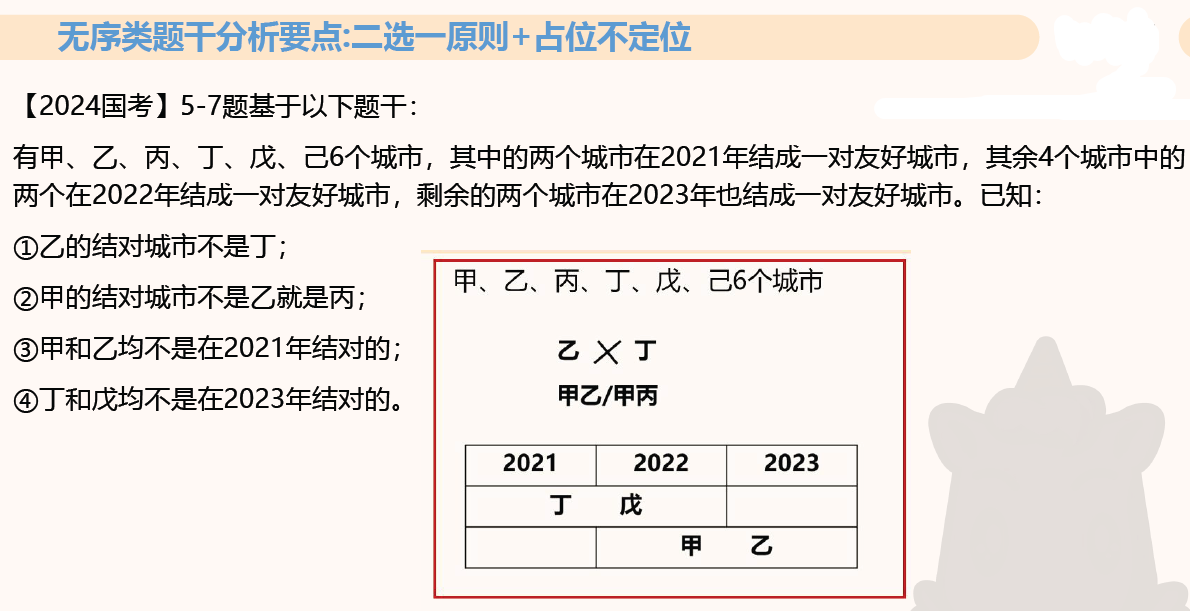 无序类题干分析要点:二选一原则+占位不定位
【2024国考】5-7题基于以下题干：
有甲、乙、丙、丁、戊、己6个城市，其中的两个城市在2021年结成一对友好城市，其余4个城市中的
两个在2022年结成一对友好城市，剩余的两个城市在2023年也结成一对友好城市。已知：
①乙的结对城市不是丁；
②甲的结对城市不是乙就是丙；
③甲和乙均不是在2021年结对的；
④丁和戊均不是在2023年结对的。
甲、乙、丙、丁、戊、己6个城市
乙 × 丁
甲乙/甲丙
2021 2022 2023
丁 戊
甲 乙